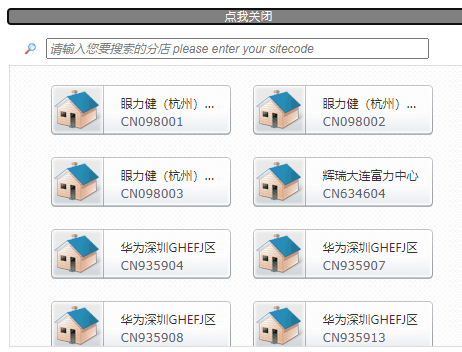 点我关闭
请输入您要搜索的分店 please enter your sitecode
眼力健（杭州）...
CN098001
眼力健（杭州）...
CN098002
眼力健（杭州）...
CN098003
辉瑞大连富力中心
CN634604
华为深圳GHEFJ区
CN935904
华为深圳GHEFJ区
CN935907
华为深圳GHEFJ区
CN935908
华为深圳GHEFJ区
CN935913